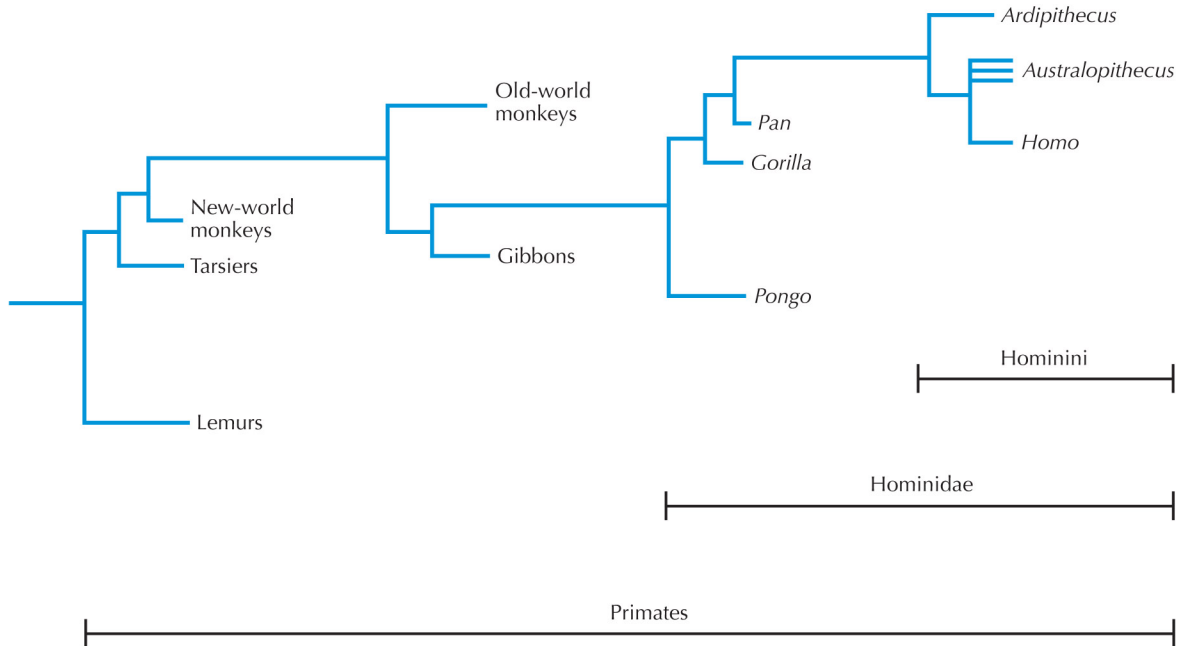 Ardipithecus
Australopithecus
Old-world
monkeys
Pan
Homo
Gorilla
New-world
monkeys
Gibbons
Tarsiers
Pongo
Hominini
Lemurs
Hominidae
Primates